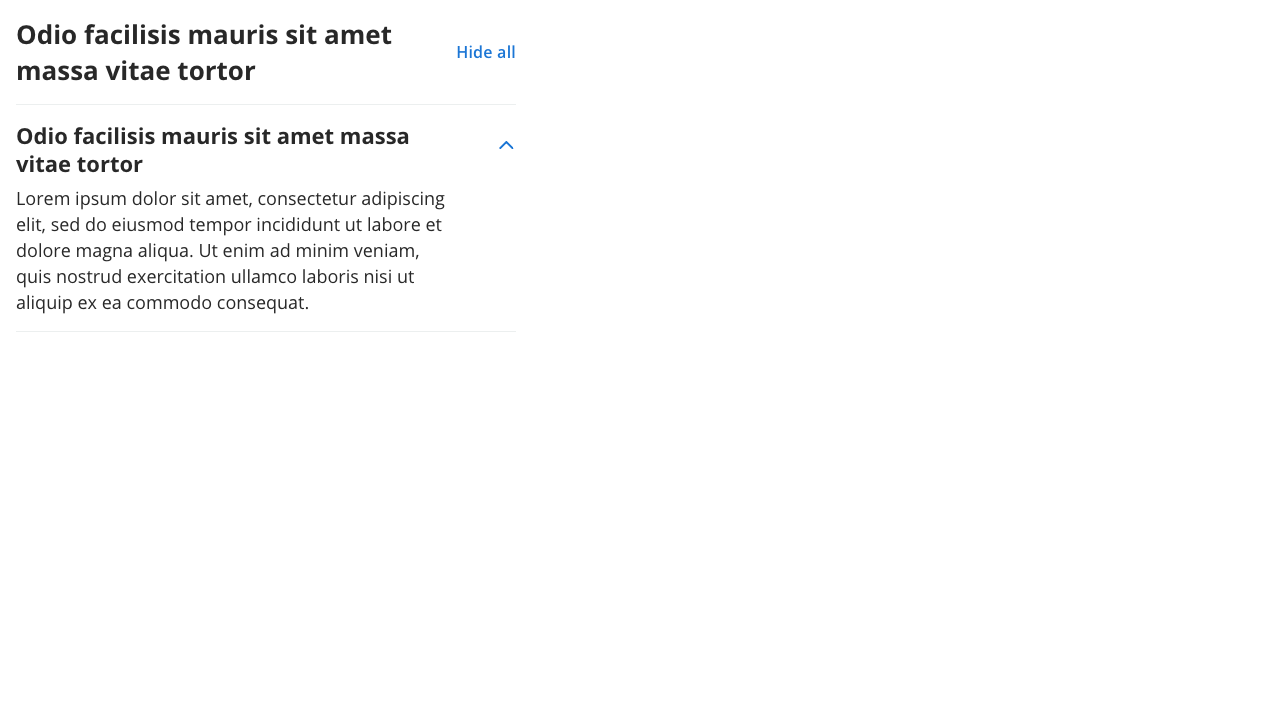 Odio facilisis mauris sit amet
massa vitae tortor
Hide all
Odio facilisis mauris sit amet massa
vitae tortor
Lorem ipsum dolor sit amet, consectetur adipiscing
elit, sed do eiusmod tempor incididunt ut labore et
dolore magna aliqua. Ut enim ad minim veniam,
quis nostrud exercitation ullamco laboris nisi ut
aliquip ex ea commodo consequat.